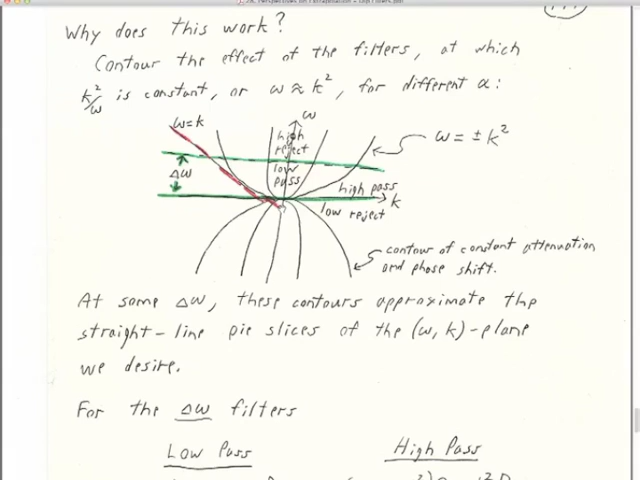 Why does this work?
Contour the effect of the filters, at which
k²/ω is constant, or ω ≈ k², for different α:
ω=k
ω
high
reject
low
pass
ω = ±k²
Δω
high pass
k
low reject
contour of constant attenuation
and phase shift.
At some Δω, these contours approximate the
straight-line pie slices of the (ω, k)-plane
we desire.
For the Δω filters
Low Pass
High Pass